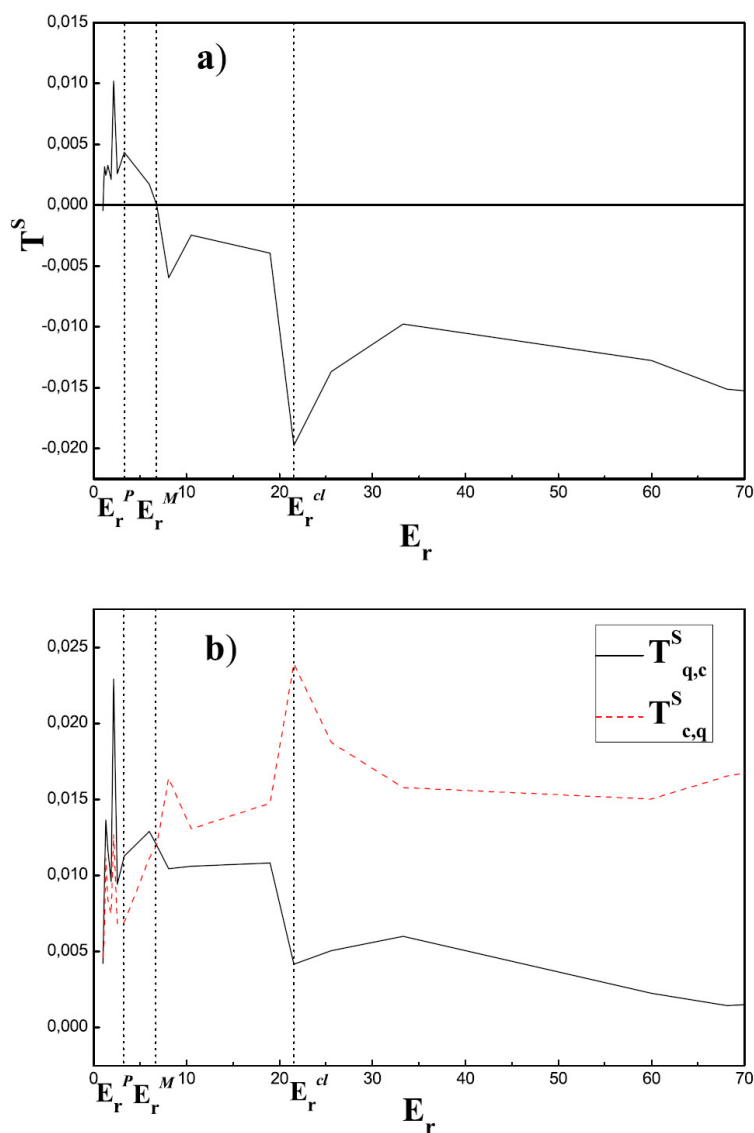 a)
0,015
0,010
0,005
0,000
-0,005
-0,010
-0,015
-0,020
T^S
0 10 20 30 40 50 60 70
E_r^P E_r^M E_r^cl
E_r
b)
T^S_q,c
T^S_c,q
0,025
0,020
0,015
0,010
0,005
0,000
0 10 20 30 40 50 60 70
E_r^P E_r^M E_r^cl
E_r